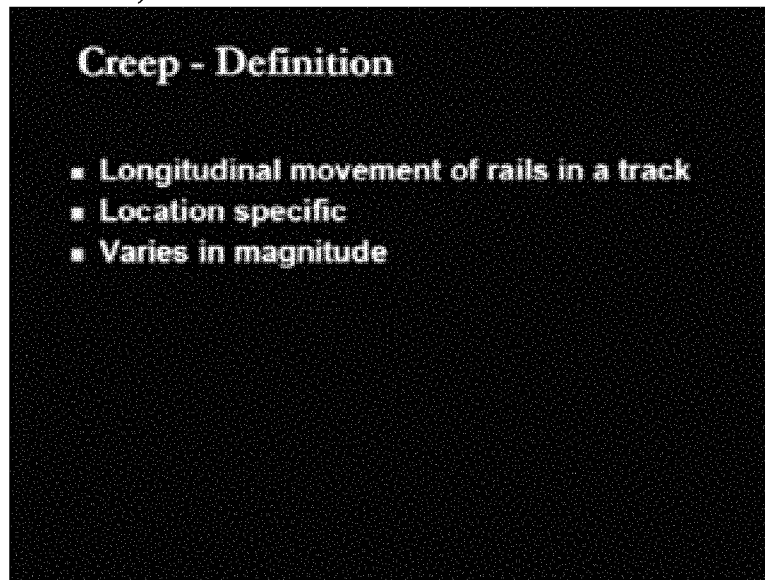 Creep - Definition
▪ Longitudinal movement of rails in a track
▪ Location specific
▪ Varies in magnitude